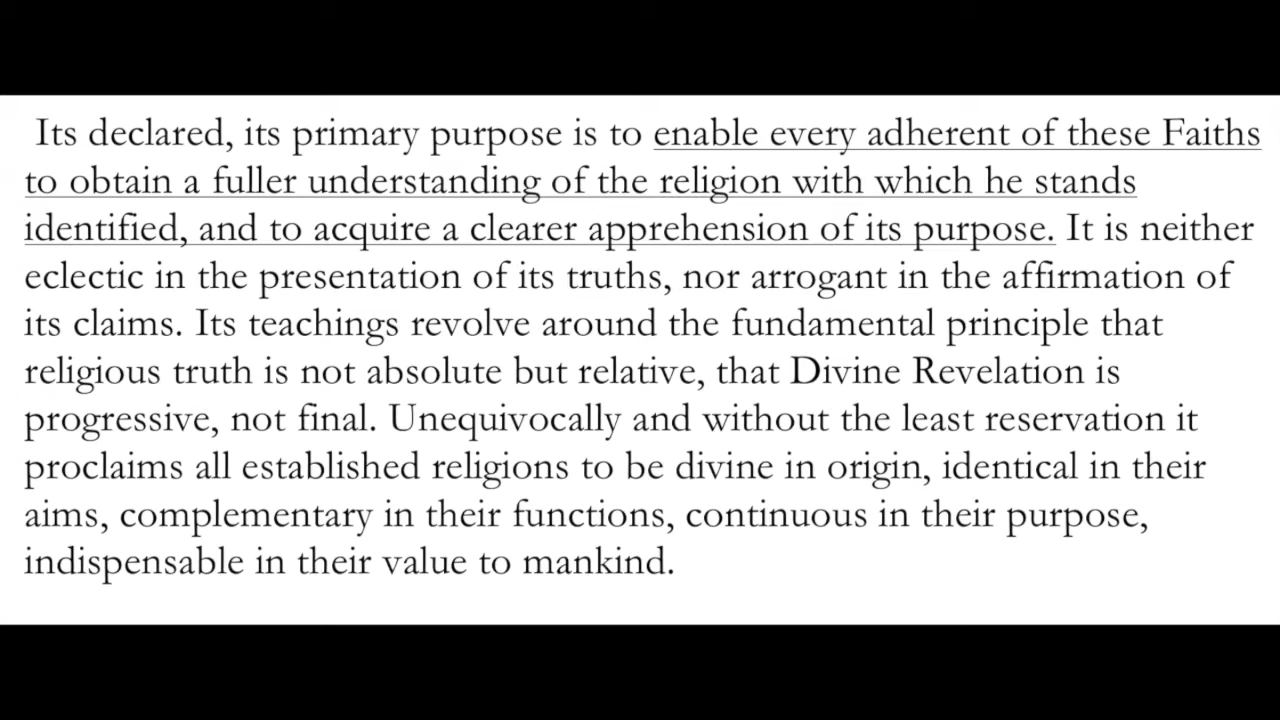 Its declared, its primary purpose is to enable every adherent of these Faiths
to obtain a fuller understanding of the religion with which he stands
identified, and to acquire a clearer apprehension of its purpose. It is neither
eclectic in the presentation of its truths, nor arrogant in the affirmation of
its claims. Its teachings revolve around the fundamental principle that
religious truth is not absolute but relative, that Divine Revelation is
progressive, not final. Unequivocally and without the least reservation it
proclaims all established religions to be divine in origin, identical in their
aims, complementary in their functions, continuous in their purpose,
indispensable in their value to mankind.